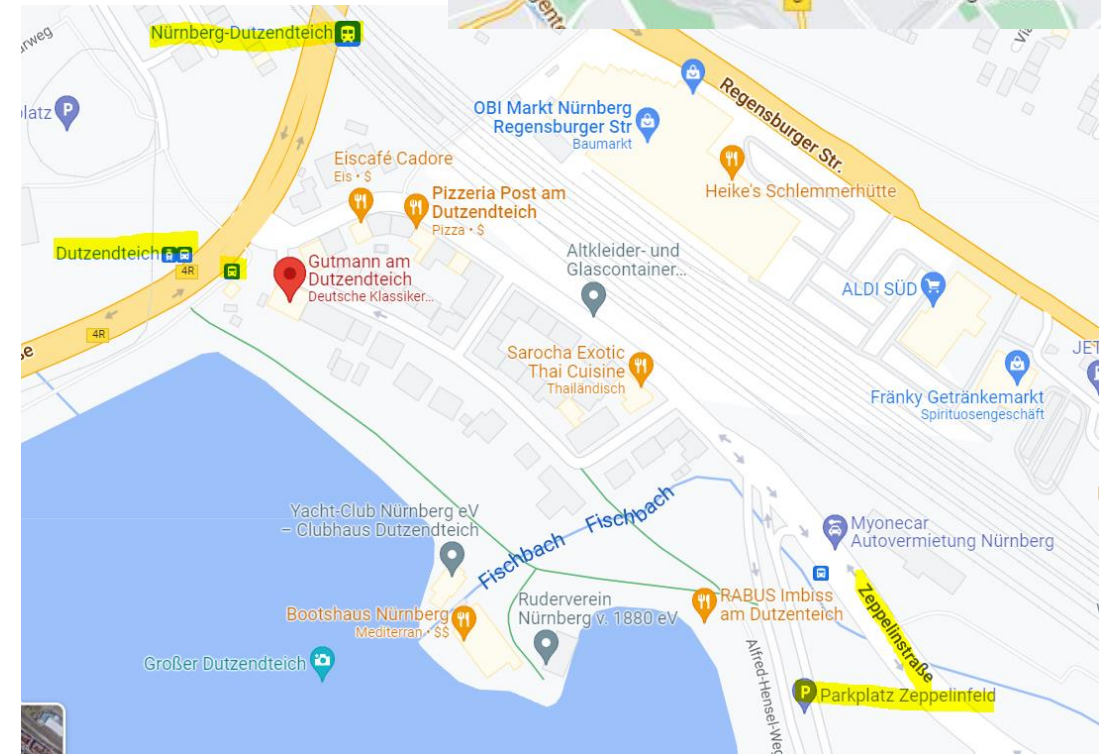 Nürnberg-Dutzendteich
OBI Markt Nürnberg
Regensburger Str
Baumarkt
Regensburger Str.
Eiscafé Cadore
Eis • $
Pizzeria Post am
Dutzendteich
Pizza • $
Heike's Schlemmerhütte
Dutzendteich
4R
Gutmann am
Dutzendteich
Deutsche Klassiker...
Altkleider- und
Glascontainer...
ALDI SÜD
4R
Sarocha Exotic
Thai Cuisine
Thailändisch
JET
Fränky Getränkemarkt
Spirituosengeschäft
Yacht-Club Nürnberg eV
– Clubhaus Dutzendteich
Fischbach
Fischbach
Myonecar
Autovermietung Nürnberg
Bootshaus Nürnberg
Mediterran • $$
Ruderverein
Nürnberg v. 1880 eV
RABUS Imbiss
am Dutzenteich
Zeppelinstraße
Großer Dutzendteich
Alfred-Hensel-Weg
P Parkplatz Zeppelinfeld